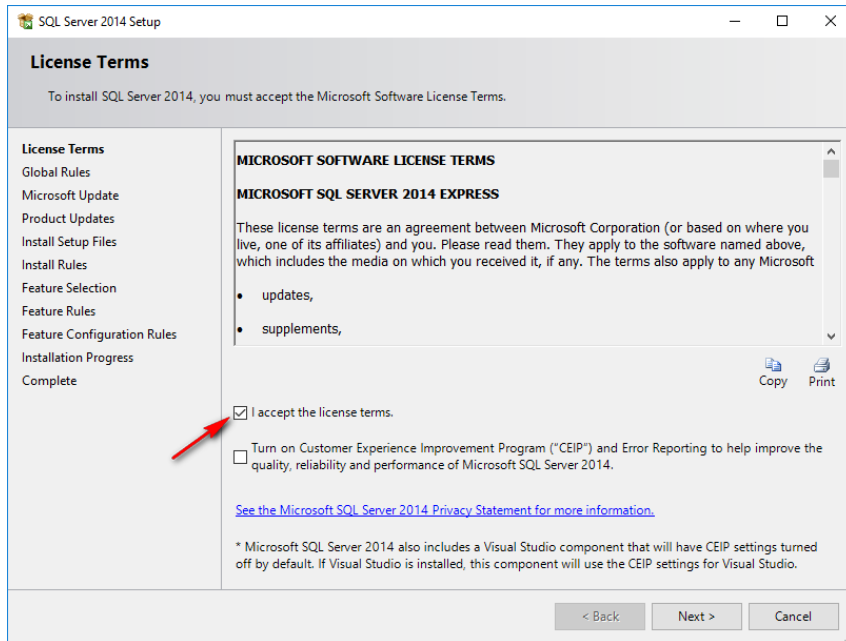 SQL Server 2014 Setup
License Terms
To install SQL Server 2014, you must accept the Microsoft Software License Terms.
License Terms
Global Rules
Microsoft Update
Product Updates
Install Setup Files
Install Rules
Feature Selection
Feature Rules
Feature Configuration Rules
Installation Progress
Complete
MICROSOFT SOFTWARE LICENSE TERMS
MICROSOFT SQL SERVER 2014 EXPRESS
These license terms are an agreement between Microsoft Corporation (or based on where you
live, one of its affiliates) and you. Please read them. They apply to the software named above,
which includes the media on which you received it, if any. The terms also apply to any Microsoft
• updates,
• supplements,
Copy Print
I accept the license terms.
Turn on Customer Experience Improvement Program ("CEIP") and Error Reporting to help improve the
quality, reliability and performance of Microsoft SQL Server 2014.
See the Microsoft SQL Server 2014 Privacy Statement for more information.
* Microsoft SQL Server 2014 also includes a Visual Studio component that will have CEIP settings turned
off by default. If Visual Studio is installed, this component will use the CEIP settings for Visual Studio.
< Back Next > Cancel